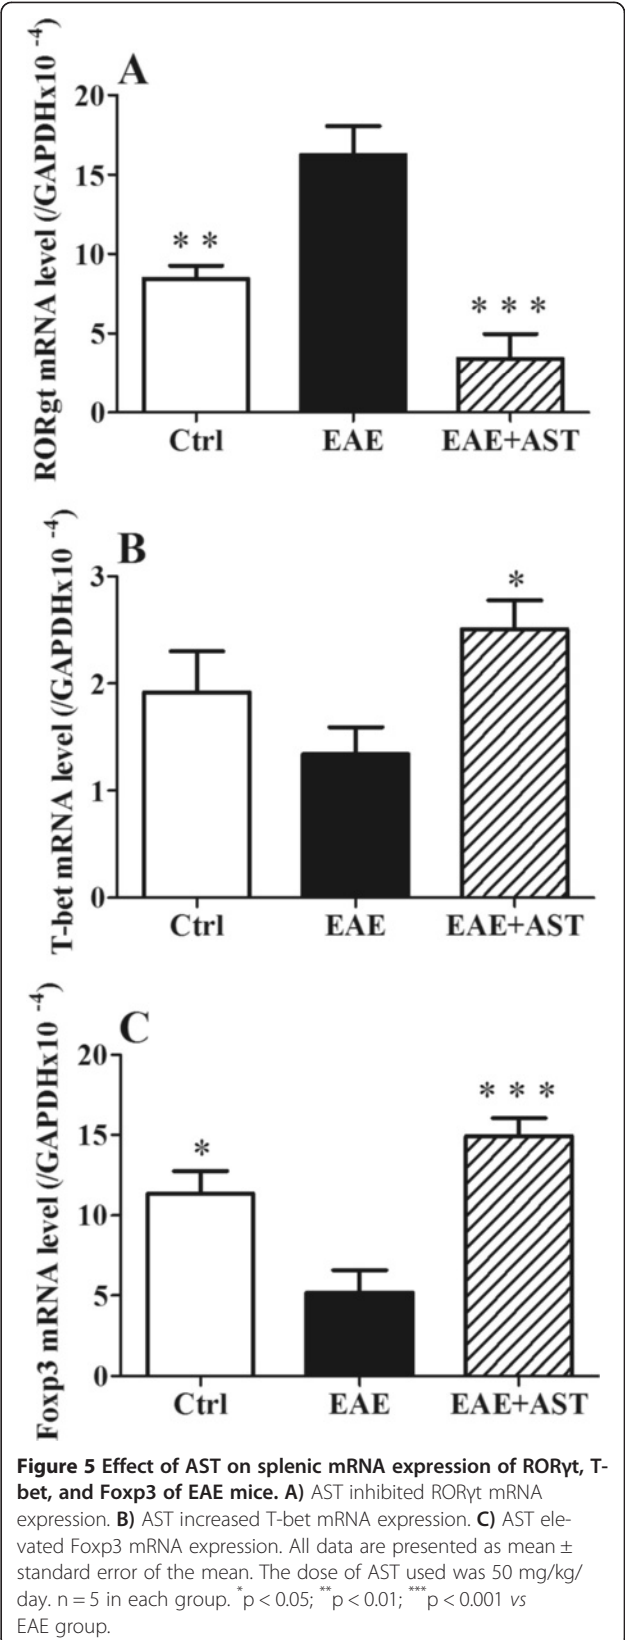 A
RORgt mRNA level (/GAPDHx10 -4)
20
15
10
5
0
**
***
Ctrl
EAE
EAE+AST
B
T-bet mRNA level (/GAPDHx10 -4)
3
2
1
0
*
Ctrl
EAE
EAE+AST
C
Foxp3 mRNA level (/GAPDHx10 -4)
20
15
10
5
0
*
***
Ctrl
EAE
EAE+AST
Figure 5 Effect of AST on splenic mRNA expression of RORγt, T-
bet, and Foxp3 of EAE mice. A) AST inhibited RORγt mRNA
expression. B) AST increased T-bet mRNA expression. C) AST ele-
vated Foxp3 mRNA expression. All data are presented as mean ±
standard error of the mean. The dose of AST used was 50 mg/kg/
day. n = 5 in each group. *p < 0.05; **p < 0.01; ***p < 0.001 vs
EAE group.